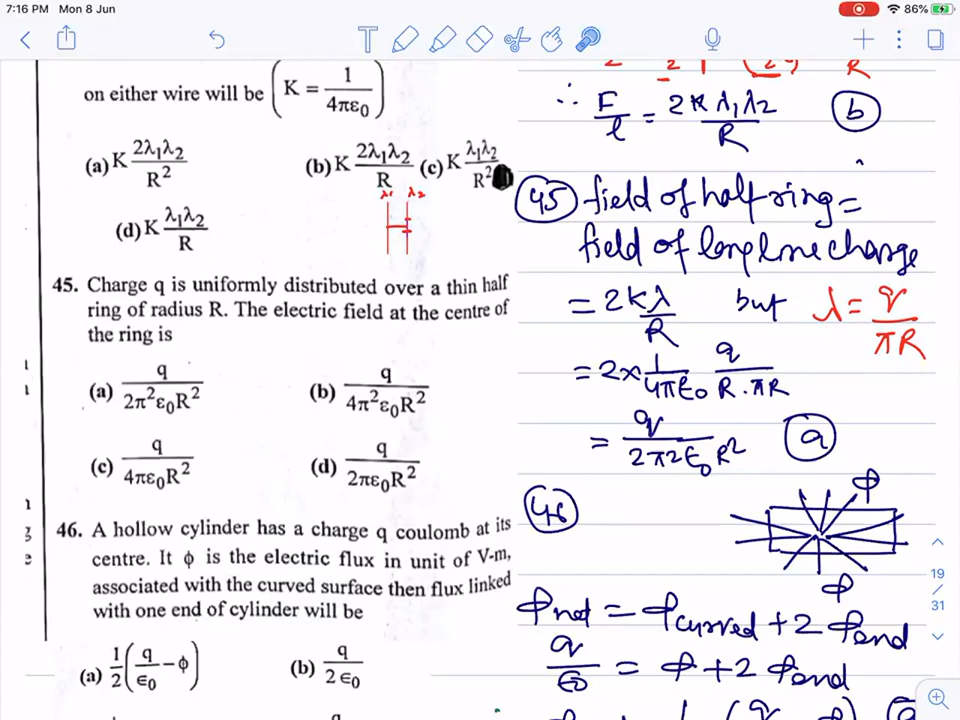 7:16 PM Mon 8 Jun
86%
on either wire will be (K = 1/4πε₀)
(a) K 2λ₁λ₂/R²
(b) K 2λ₁λ₂/R (c) K λ₁λ₂/R²
λ₁ λ₂
(d) K λ₁λ₂/R
45. Charge q is uniformly distributed over a thin half
ring of radius R. The electric field at the centre of
the ring is
(a) q/2π²ε₀R²
(b) q/4π²ε₀R²
(c) q/4πε₀R²
(d) q/2πε₀R²
46. A hollow cylinder has a charge q coulomb at its
centre. It ϕ is the electric flux in unit of V-m,
associated with the curved surface then flux linked
with one end of cylinder will be
(a) 1/2 (q/ε₀ − ϕ)
(b) q/2ε₀
∴ F/l = 2K λ₁λ₂/R (b)
(45) field of half ring =
field of long line charge
= 2Kλ/R but λ = q/πR
= 2× 1/4πε₀ q/R.πR
= q/2π2ε₀R² (a)
(46)
ϕ
ϕ
ϕnet = ϕcurved + 2 ϕend
q/ε₀ = ϕ + 2 ϕend
19
/
31